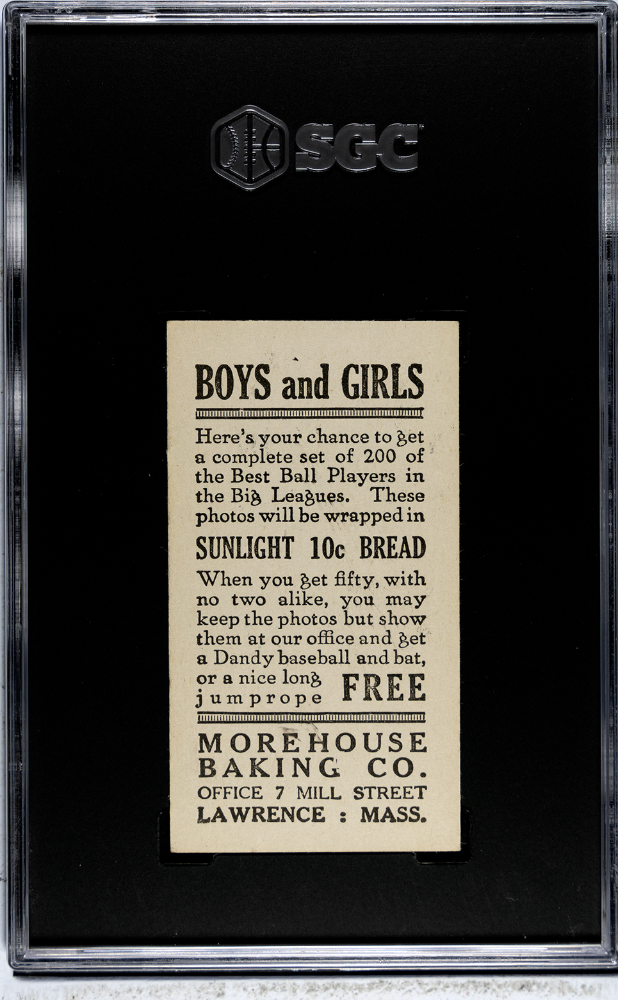 SGC
BOYS and GIRLS
Here's your chance to get
a complete set of 200 of
the Best Ball Players in
the Big Leagues. These
photos will be wrapped in
SUNLIGHT 10c BREAD
When you get fifty, with
no two alike, you may
keep the photos but show
them at our office and get
a Dandy baseball and bat,
or a nice long
jumprope FREE
MOREHOUSE
BAKING CO.
OFFICE 7 MILL STREET
LAWRENCE : MASS.